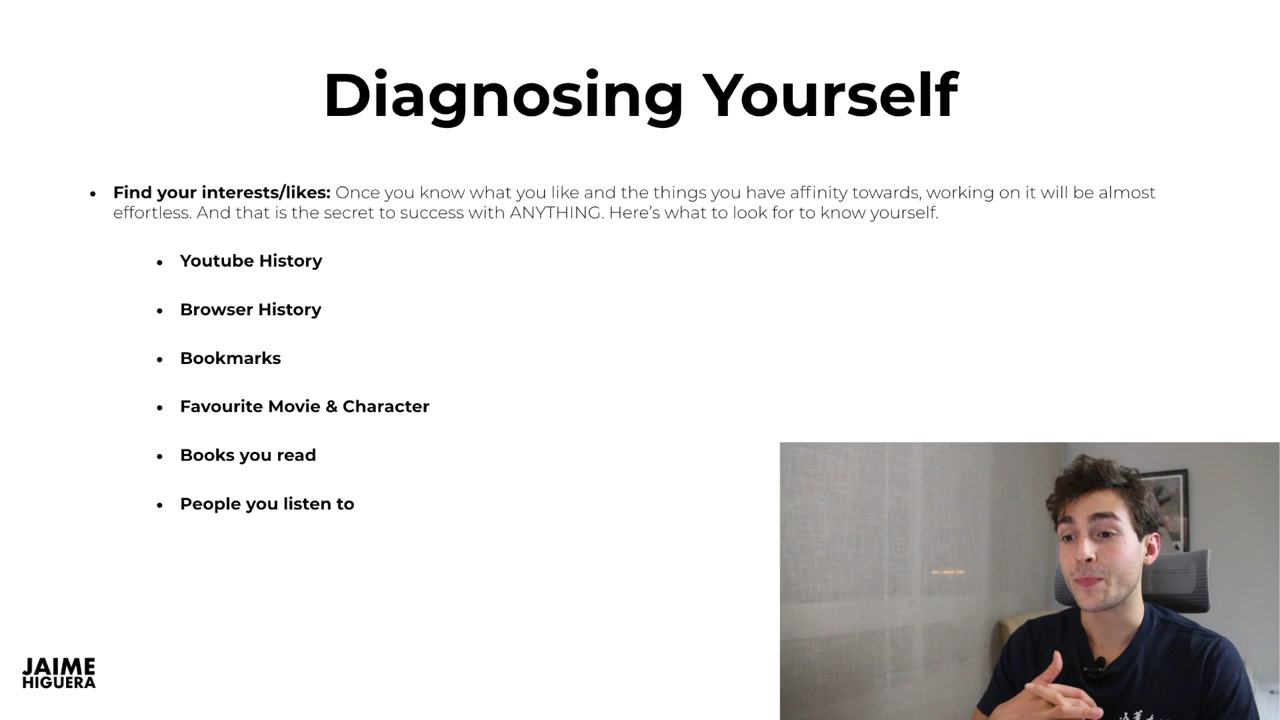 Diagnosing Yourself
• Find your interests/likes: Once you know what you like and the things you have affinity towards, working on it will be almost
effortless. And that is the secret to success with ANYTHING. Here’s what to look for to know yourself.
• Youtube History
• Browser History
• Bookmarks
• Favourite Movie & Character
• Books you read
• People you listen to
JAIME
HIGUERA